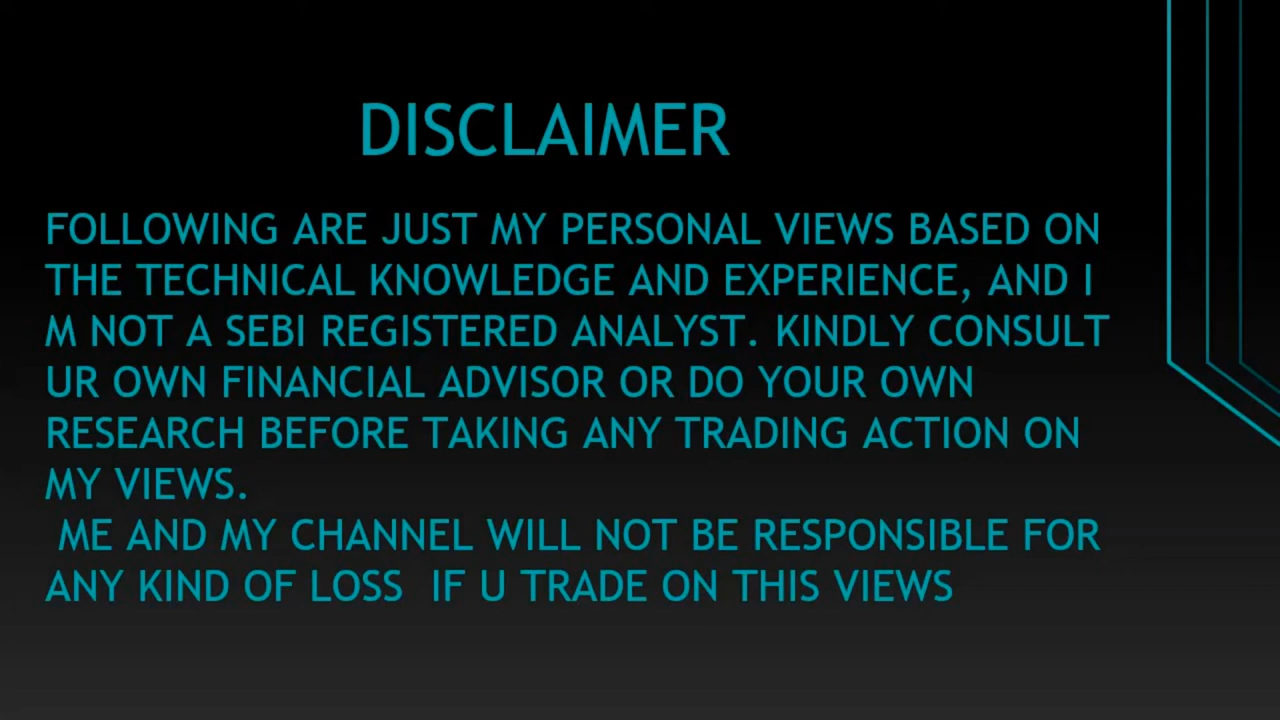 DISCLAIMER
FOLLOWING ARE JUST MY PERSONAL VIEWS BASED ON
THE TECHNICAL KNOWLEDGE AND EXPERIENCE, AND I
M NOT A SEBI REGISTERED ANALYST. KINDLY CONSULT
UR OWN FINANCIAL ADVISOR OR DO YOUR OWN
RESEARCH BEFORE TAKING ANY TRADING ACTION ON
MY VIEWS.
ME AND MY CHANNEL WILL NOT BE RESPONSIBLE FOR
ANY KIND OF LOSS  IF U TRADE ON THIS VIEWS